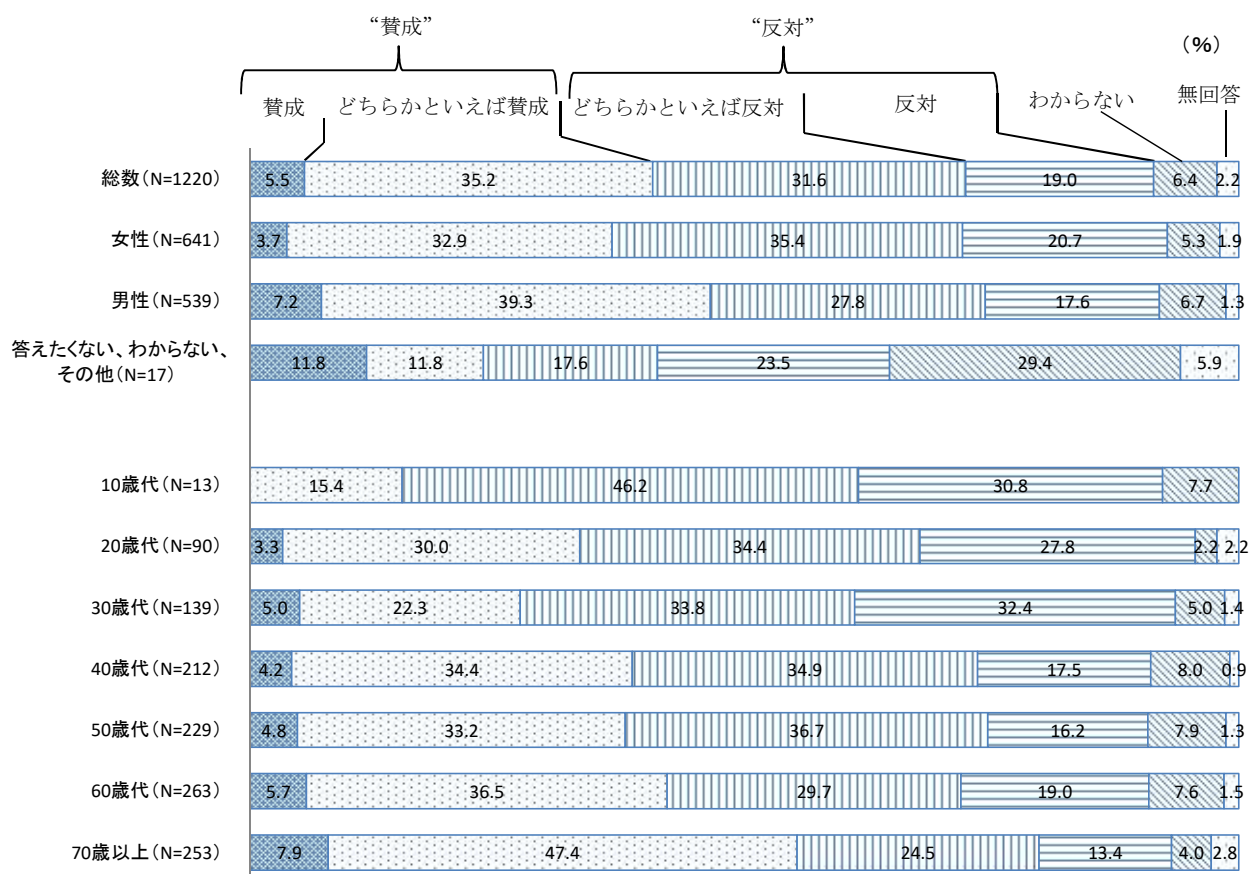 “賛成” “反対”
（%）
賛成 どちらかといえば賛成 どちらかといえば反対 反対 わからない 無回答
総数（N=1220） 5.5 35.2 31.6 19.0 6.4 2.2
女性（N=641） 3.7 32.9 35.4 20.7 5.3 1.9
男性（N=539） 7.2 39.3 27.8 17.6 6.7 1.3
答えたくない、わからない、
その他（N=17） 11.8 11.8 17.6 23.5 29.4 5.9
10歳代（N=13） 15.4 46.2 30.8 7.7
20歳代（N=90） 3.3 30.0 34.4 27.8 2.2 2.2
30歳代（N=139） 5.0 22.3 33.8 32.4 5.0 1.4
40歳代（N=212） 4.2 34.4 34.9 17.5 8.0 0.9
50歳代（N=229） 4.8 33.2 36.7 16.2 7.9 1.3
60歳代（N=263） 5.7 36.5 29.7 19.0 7.6 1.5
70歳以上（N=253） 7.9 47.4 24.5 13.4 4.0 2.8